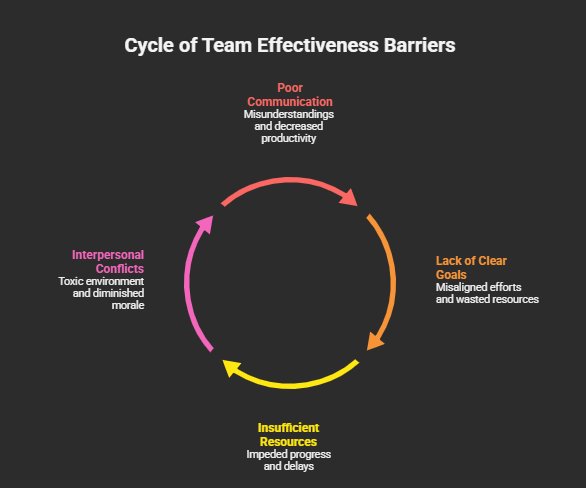 Cycle of Team Effectiveness Barriers
Poor
Communication
Misunderstandings
and decreased
productivity
Interpersonal
Conflicts
Toxic environment
and diminished
morale
Lack of Clear
Goals
Misaligned efforts
and wasted resources
Insufficient
Resources
Impeded progress
and delays